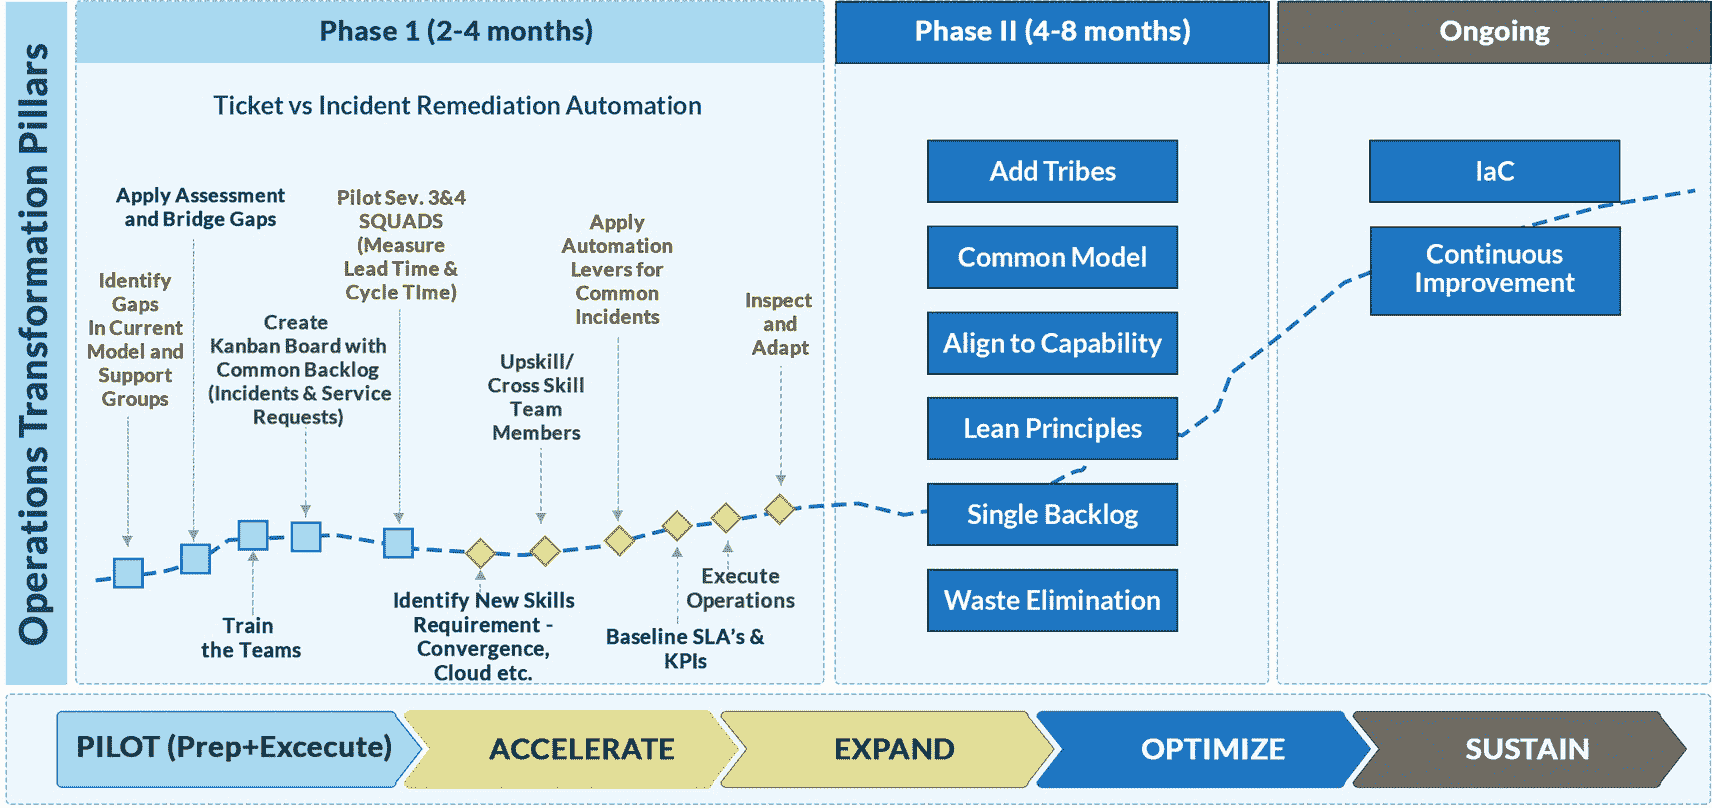 Operations Transformation Pillars
Phase 1 (2-4 months)
Ticket vs Incident Remediation Automation
Identify
Gaps
In Current
Model and
Support
Groups
Apply Assessment
and Bridge Gaps
Train
the Teams
Create
Kanban Board with
Common Backlog
(Incidents & Service
Requests)
Pilot Sev. 3&4
SQUADS
(Measure
Lead Time &
Cycle TIme)
Identify New Skills
Requirement -
Convergence,
Cloud etc.
Upskill/
Cross Skill
Team
Members
Apply
Automation
Levers for
Common
Incidents
Baseline SLA's &
KPIs
Execute
Operations
Inspect
and
Adapt
Phase II (4-8 months)
Add Tribes
Common Model
Align to Capability
Lean Principles
Single Backlog
Waste Elimination
Ongoing
IaC
Continuous
Improvement
PILOT (Prep+Excecute)
ACCELERATE
EXPAND
OPTIMIZE
SUSTAIN